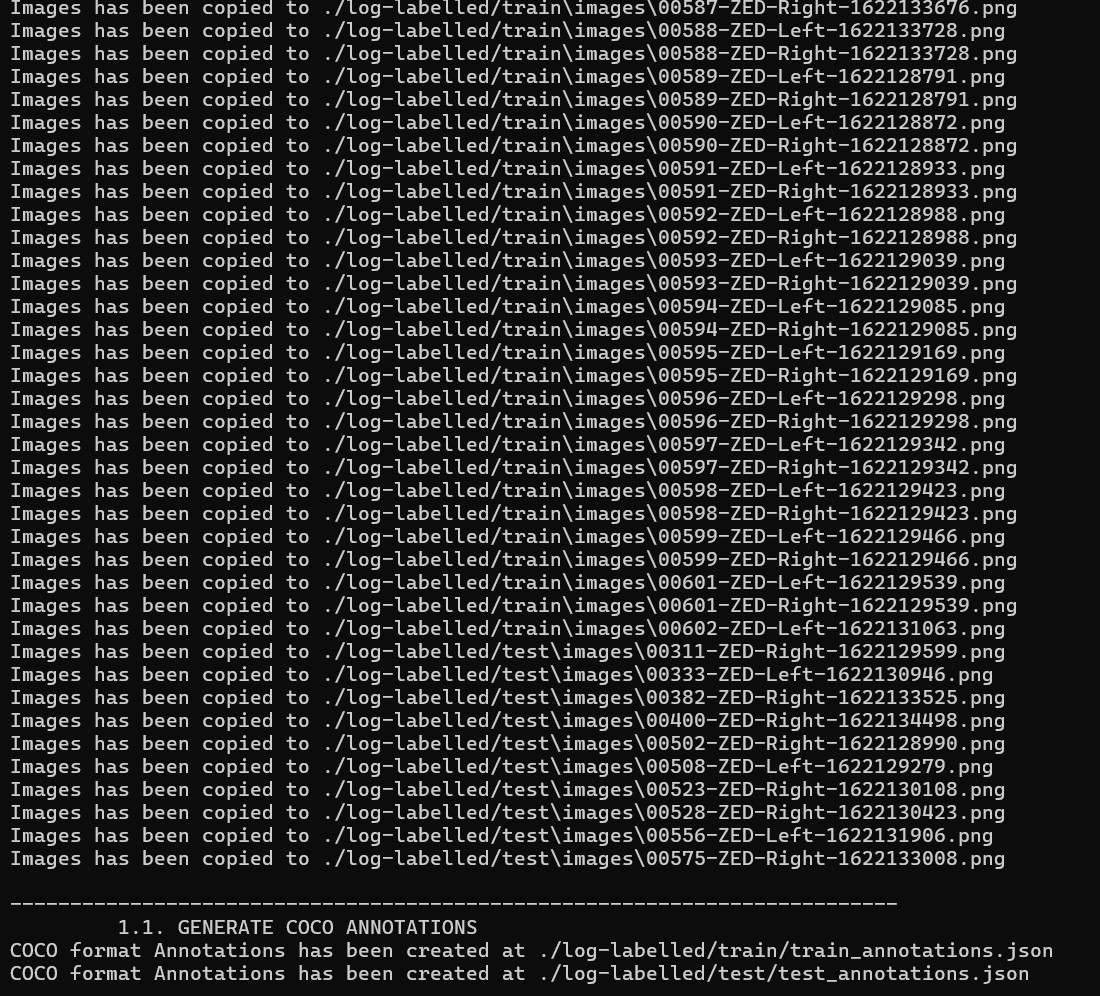 Images has been copied to ./log-labelled/train\images\00587-ZED-Right-1622133676.png
Images has been copied to ./log-labelled/train\images\00588-ZED-Left-1622133728.png
Images has been copied to ./log-labelled/train\images\00588-ZED-Right-1622133728.png
Images has been copied to ./log-labelled/train\images\00589-ZED-Left-1622128791.png
Images has been copied to ./log-labelled/train\images\00589-ZED-Right-1622128791.png
Images has been copied to ./log-labelled/train\images\00590-ZED-Left-1622128872.png
Images has been copied to ./log-labelled/train\images\00590-ZED-Right-1622128872.png
Images has been copied to ./log-labelled/train\images\00591-ZED-Left-1622128933.png
Images has been copied to ./log-labelled/train\images\00591-ZED-Right-1622128933.png
Images has been copied to ./log-labelled/train\images\00592-ZED-Left-1622128988.png
Images has been copied to ./log-labelled/train\images\00592-ZED-Right-1622128988.png
Images has been copied to ./log-labelled/train\images\00593-ZED-Left-1622129039.png
Images has been copied to ./log-labelled/train\images\00593-ZED-Right-1622129039.png
Images has been copied to ./log-labelled/train\images\00594-ZED-Left-1622129085.png
Images has been copied to ./log-labelled/train\images\00594-ZED-Right-1622129085.png
Images has been copied to ./log-labelled/train\images\00595-ZED-Left-1622129169.png
Images has been copied to ./log-labelled/train\images\00595-ZED-Right-1622129169.png
Images has been copied to ./log-labelled/train\images\00596-ZED-Left-1622129298.png
Images has been copied to ./log-labelled/train\images\00596-ZED-Right-1622129298.png
Images has been copied to ./log-labelled/train\images\00597-ZED-Left-1622129342.png
Images has been copied to ./log-labelled/train\images\00597-ZED-Right-1622129342.png
Images has been copied to ./log-labelled/train\images\00598-ZED-Left-1622129423.png
Images has been copied to ./log-labelled/train\images\00598-ZED-Right-1622129423.png
Images has been copied to ./log-labelled/train\images\00599-ZED-Left-1622129466.png
Images has been copied to ./log-labelled/train\images\00599-ZED-Right-1622129466.png
Images has been copied to ./log-labelled/train\images\00601-ZED-Left-1622129539.png
Images has been copied to ./log-labelled/train\images\00601-ZED-Right-1622129539.png
Images has been copied to ./log-labelled/train\images\00602-ZED-Left-1622131063.png
Images has been copied to ./log-labelled/test\images\00311-ZED-Right-1622129599.png
Images has been copied to ./log-labelled/test\images\00333-ZED-Left-1622130946.png
Images has been copied to ./log-labelled/test\images\00382-ZED-Right-1622133525.png
Images has been copied to ./log-labelled/test\images\00400-ZED-Right-1622134498.png
Images has been copied to ./log-labelled/test\images\00502-ZED-Right-1622128990.png
Images has been copied to ./log-labelled/test\images\00508-ZED-Left-1622129279.png
Images has been copied to ./log-labelled/test\images\00523-ZED-Right-1622130108.png
Images has been copied to ./log-labelled/test\images\00528-ZED-Right-1622130423.png
Images has been copied to ./log-labelled/test\images\00556-ZED-Left-1622131906.png
Images has been copied to ./log-labelled/test\images\00575-ZED-Right-1622133008.png
--------------------------------------------------------------------------
1.1. GENERATE COCO ANNOTATIONS
COCO format Annotations has been created at ./log-labelled/train/train_annotations.json
COCO format Annotations has been created at ./log-labelled/test/test_annotations.json